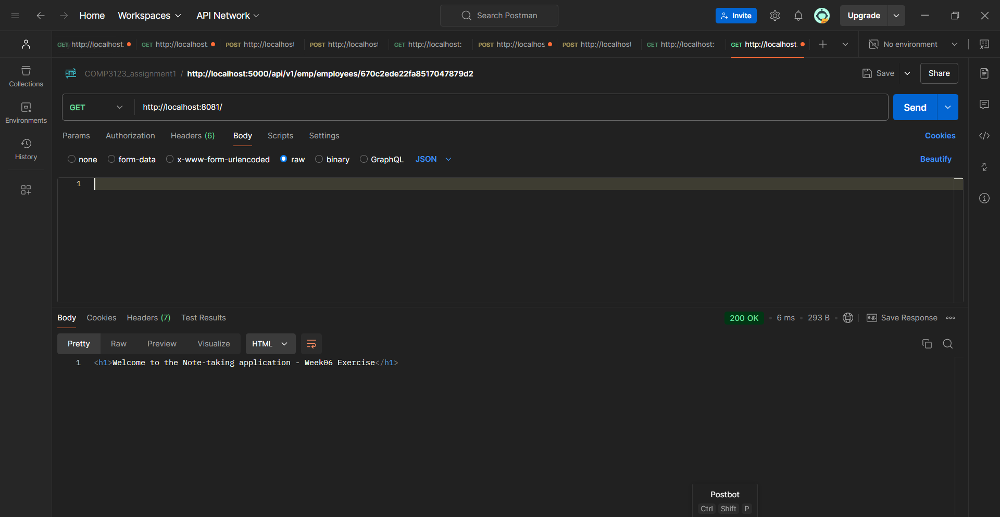 Home Workspaces API Network Search Postman Invite Upgrade
GET http://localhost. GET http://localhost. POST http://localhost POST http://localhost GET http://localhost: POST http://localhos POST http://localhost GET http://localhost: GET http://localhost. No environment
HTTP COMP3123_assignment1 / http://localhost:5000/api/v1/emp/employees/670c2ede22fa8517047879d2 Save Share
Collections
GET http://localhost:8081/ Send
Environments
Params Authorization Headers (6) Body Scripts Settings Cookies
History
none form-data x-www-form-urlencoded raw binary GraphQL JSON Beautify
1
Body Cookies Headers (7) Test Results 200 OK 6 ms 293 B e.g. Save Response
Pretty Raw Preview Visualize HTML
1 <h1>Welcome to the Note-taking application - Week06 Exercise</h1>
Postbot
Ctrl Shift P